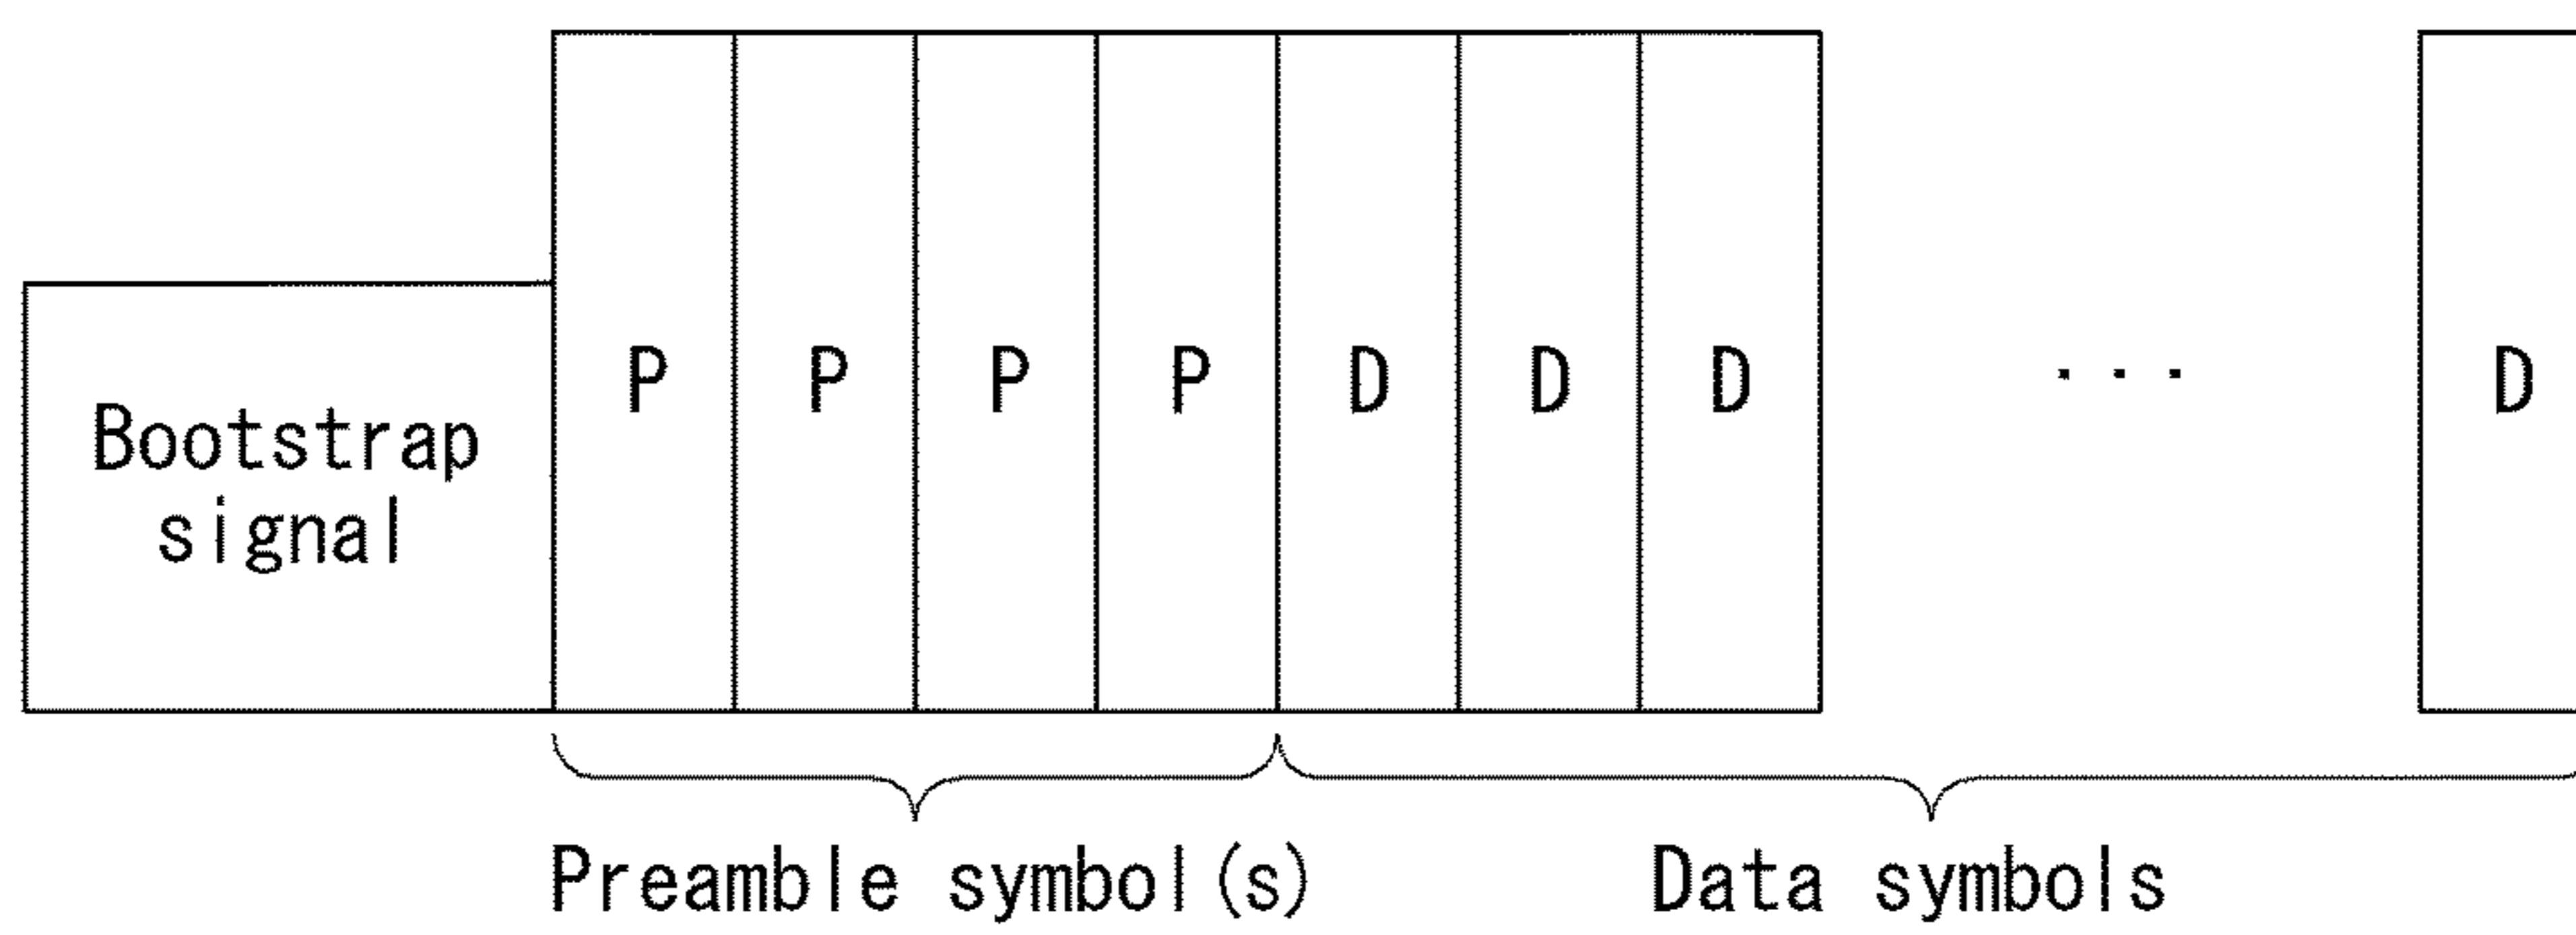 P P P P D D D ... D
Bootstrap
signal
Preamble symbol(s)
Data symbols